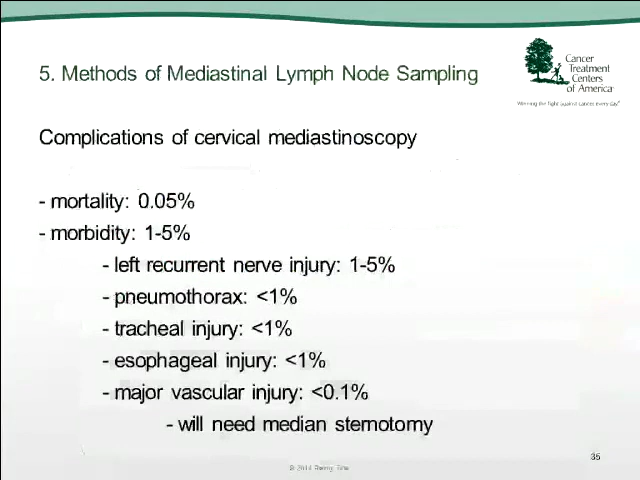 5. Methods of Mediastinal Lymph Node Sampling
Cancer
Treatment
Centers
of America
Winning the fight against cancer, every day
Complications of cervical mediastinoscopy
- mortality: 0.05%
- morbidity: 1-5%
- left recurrent nerve injury: 1-5%
- pneumothorax: <1%
- tracheal injury: <1%
- esophageal injury: <1%
- major vascular injury: <0.1%
- will need median sternotomy
35